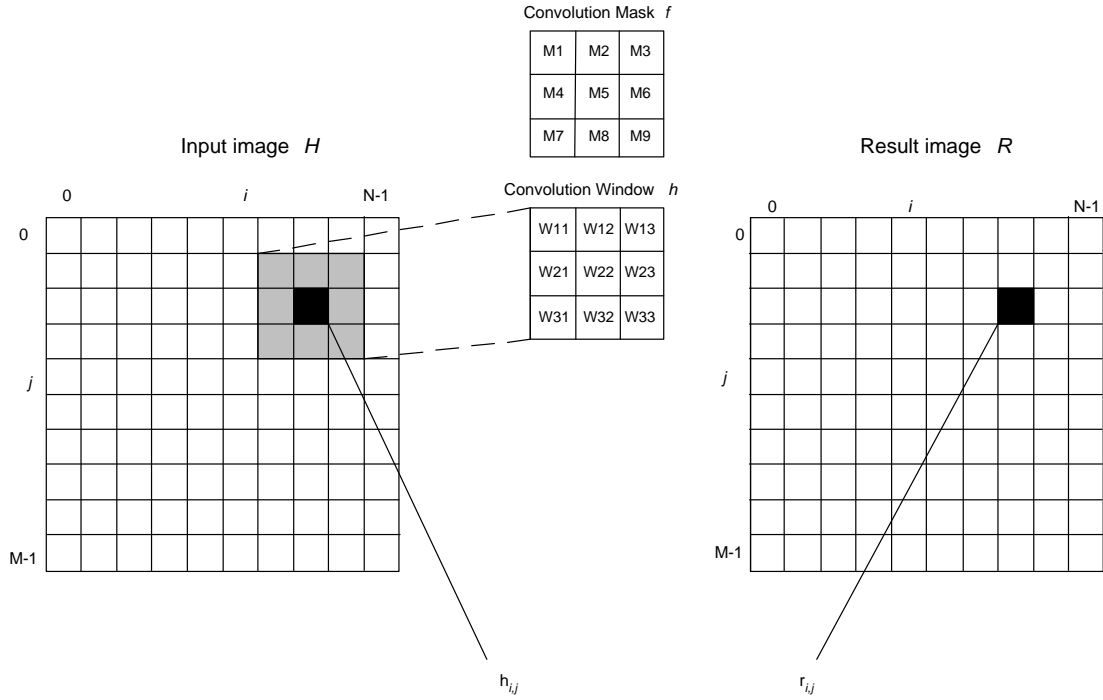 Convolution Mask f
M1 M2 M3
M4 M5 M6
M7 M8 M9
Input image H
Result image R
Convolution Window h
0 i N-1
0 i N-1
W11 W12 W13
W21 W22 W23
W31 W32 W33
0
0
j
j
M-1
M-1
hi,j
ri,j